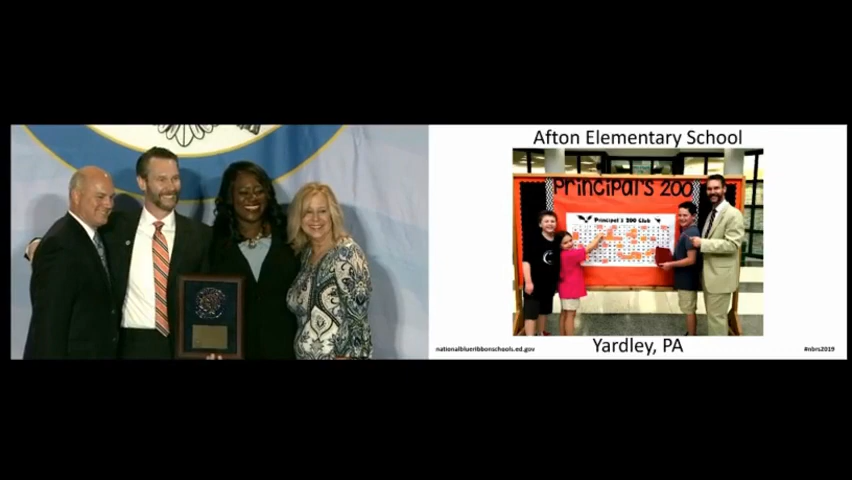 Afton Elementary School
PRINCIPAL'S 200
Principal's 200 Club
Yardley, PA
nationalblueribbonschools.ed.gov
#nbrs2019